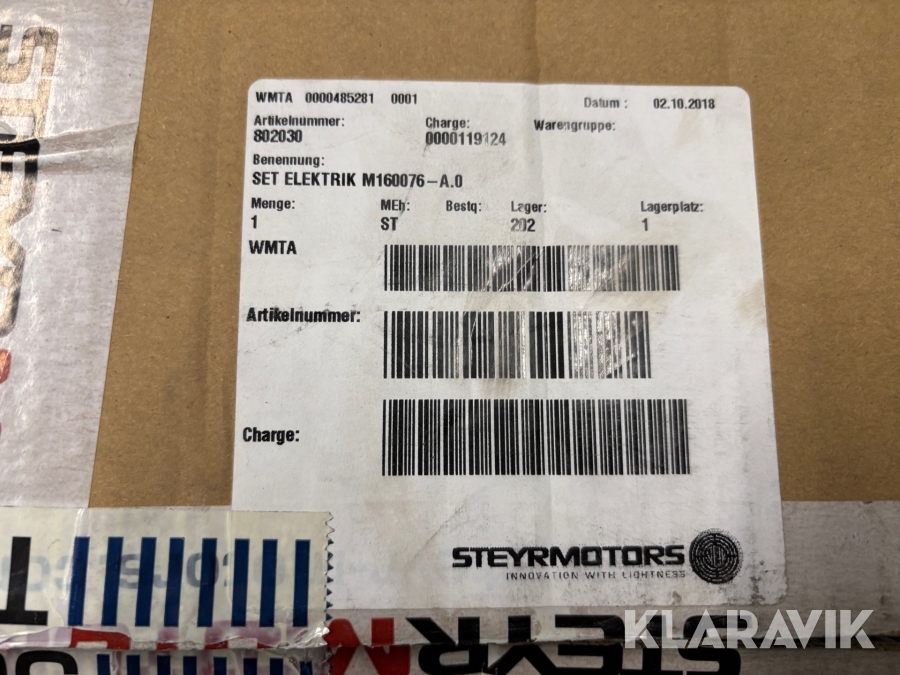 WMTA 0000485281 0001 Datum : 02.10.2018
Artikelnummer: Charge: Warengruppe:
802030 0000119124
Benennung:
SET ELEKTRIK M160076-A.0
Menge: MEh: Bestq: Lager: Lagerplatz:
1 ST 202 1
WMTA
Artikelnummer:
Charge:
STEYRMOTORS
INNOVATION WITH LIGHTNESS
STEYRM
KLARAVIK